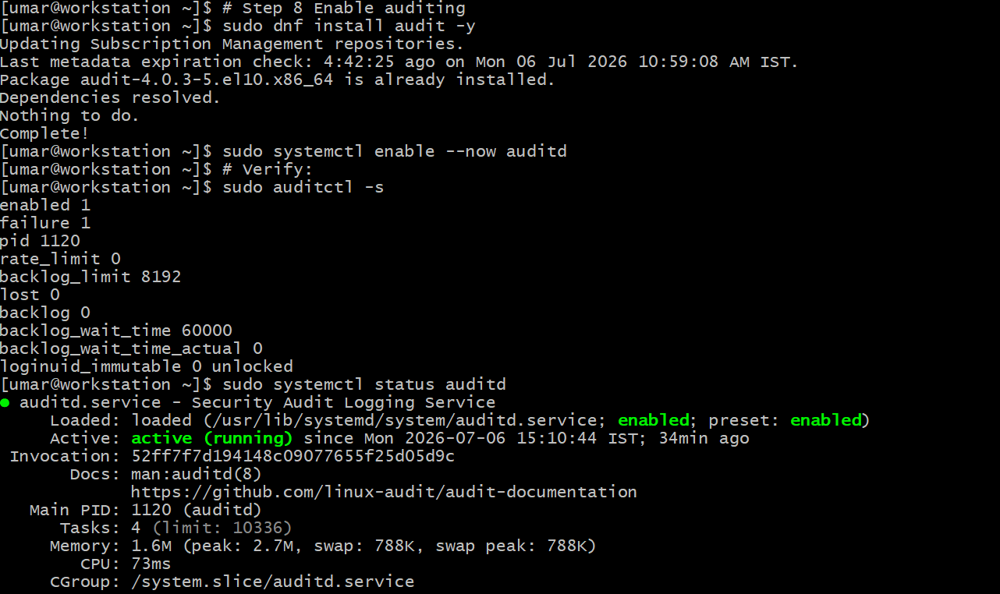 [umar@workstation ~]$ # Step 8 Enable auditing
[umar@workstation ~]$ sudo dnf install audit -y
Updating Subscription Management repositories.
Last metadata expiration check: 4:42:25 ago on Mon 06 Jul 2026 10:59:08 AM IST.
Package audit-4.0.3-5.el10.x86_64 is already installed.
Dependencies resolved.
Nothing to do.
Complete!
[umar@workstation ~]$ sudo systemctl enable --now auditd
[umar@workstation ~]$ # Verify:
[umar@workstation ~]$ sudo auditctl -s
enabled 1
failure 1
pid 1120
rate_limit 0
backlog_limit 8192
lost 0
backlog 0
backlog_wait_time 60000
backlog_wait_time_actual 0
loginuid_immutable 0 unlocked
[umar@workstation ~]$ sudo systemctl status auditd
● auditd.service - Security Audit Logging Service
     Loaded: loaded (/usr/lib/systemd/system/auditd.service; enabled; preset: enabled)
     Active: active (running) since Mon 2026-07-06 15:10:44 IST; 34min ago
 Invocation: 52ff7f7d194148c09077655f25d05d9c
       Docs: man:auditd(8)
             https://github.com/linux-audit/audit-documentation
   Main PID: 1120 (auditd)
      Tasks: 4 (limit: 10336)
     Memory: 1.6M (peak: 2.7M, swap: 788K, swap peak: 788K)
        CPU: 73ms
     CGroup: /system.slice/auditd.service